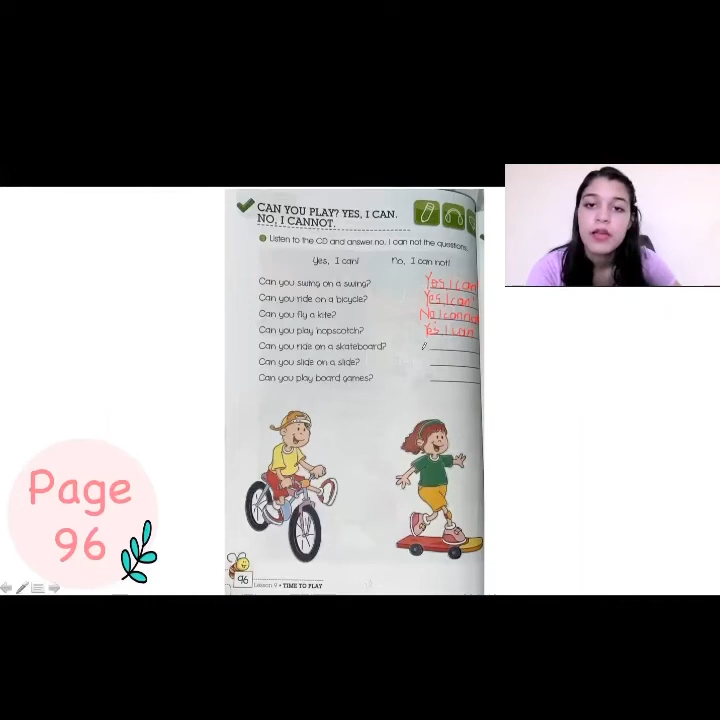 CAN YOU PLAY? YES, I CAN.
NO, I CANNOT.
Listen to the CD and answer no, I can not the questions.
Yes, I can! No, I can not!
Can you swing on a swing? Yes, I can
Can you ride on a bicycle? Yes, I can
Can you fly a kite? No I cannot
Can you play hopscotch? Yes, I can
Can you ride on a skateboard?
Can you slide on a slide?
Can you play board games?
Page
96
96 Lesson 9 • TIME TO PLAY